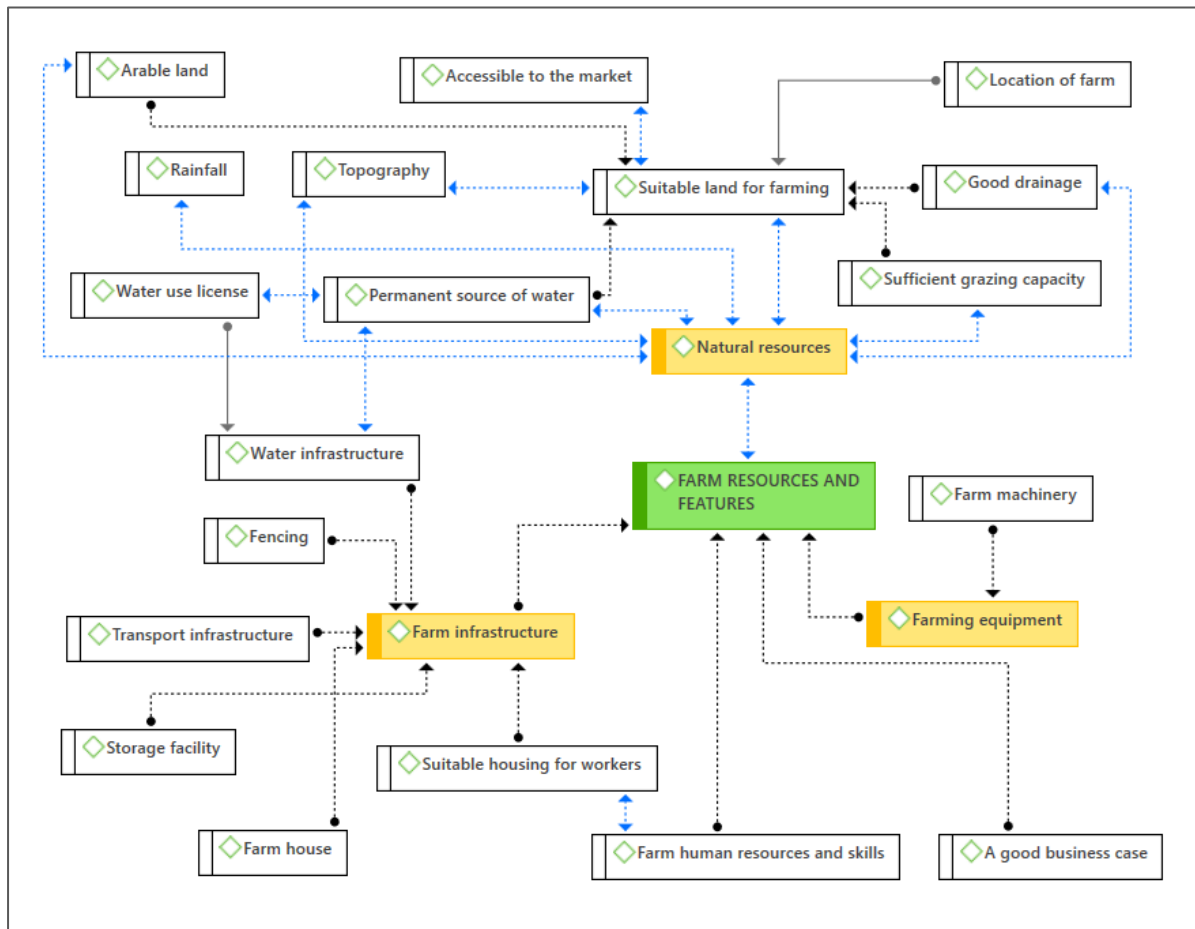 Arable land
Accessible to the market
Location of farm
Rainfall
Topography
Suitable land for farming
Good drainage
Water use license
Permanent source of water
Sufficient grazing capacity
Natural resources
Water infrastructure
FARM RESOURCES AND
FEATURES
Farm machinery
Fencing
Transport infrastructure
Farm infrastructure
Farming equipment
Storage facility
Suitable housing for workers
Farm house
Farm human resources and skills
A good business case